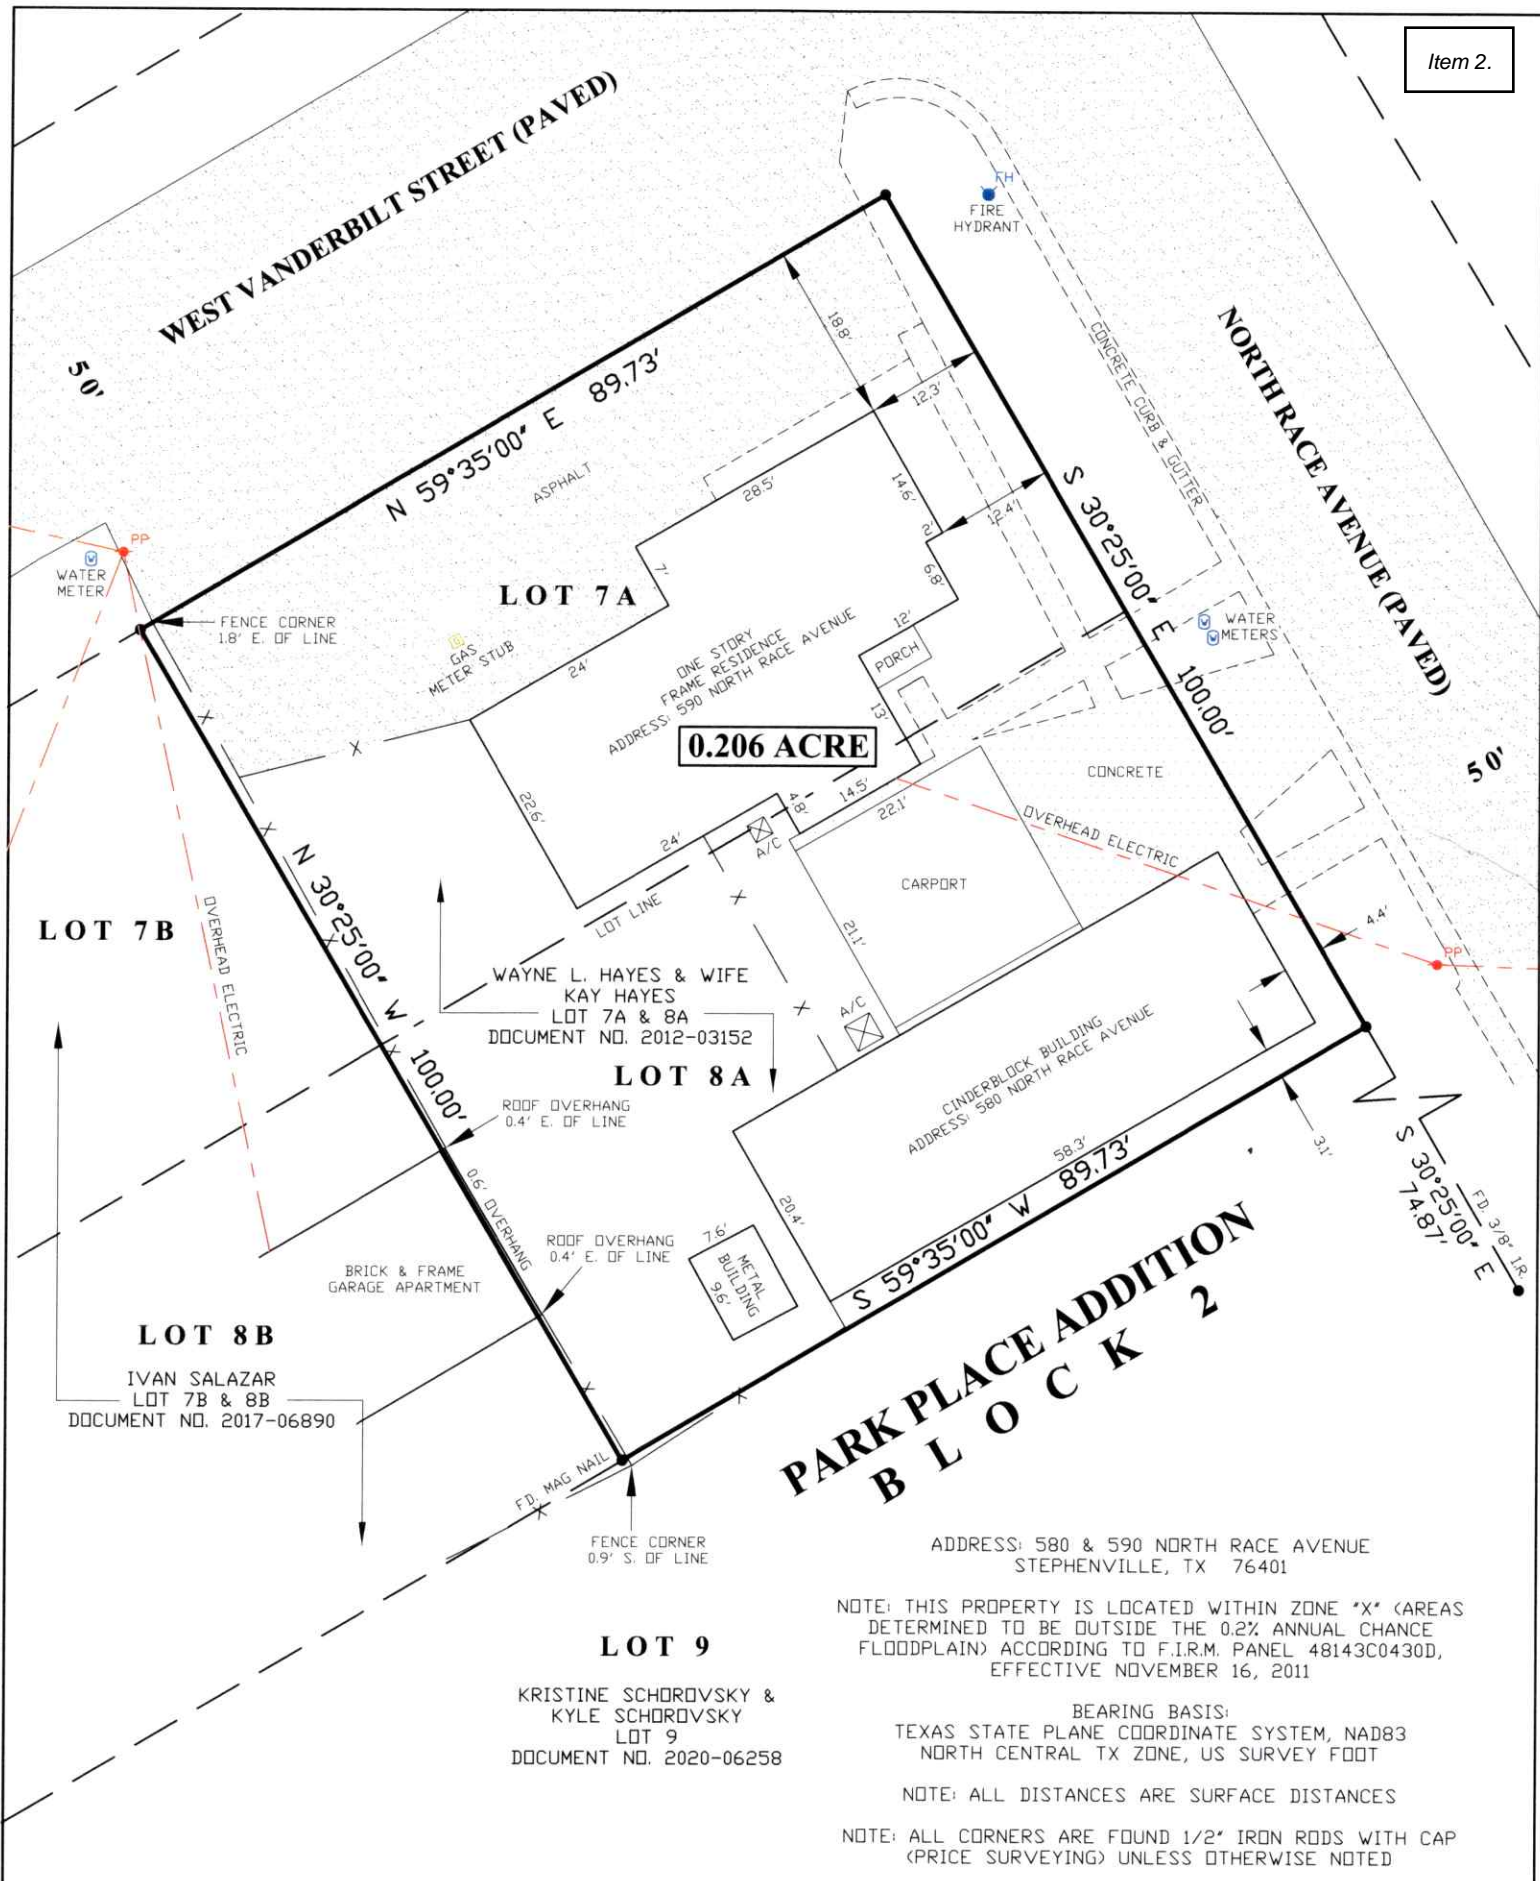 Item 2.
WEST VANDERBILT STREET (PAVED)
50'
FH
FIRE
HYDRANT
CONCRETE CURB & GUTTER
NORTH RACE AVENUE (PAVED)
50'
N 59°35'00" E 89.73'
ASPHALT
18.8'
12.3'
28.5'
14.6'
2'
12.4'
6.8'
S 30°25'00" E 100.00'
PP
WATER
METER
FENCE CORNER
1.8' E. OF LINE
LOT 7A
7'
GAS
METER STUB
24'
ONE STORY
FRAME RESIDENCE
ADDRESS: 590 NORTH RACE AVENUE
12'
PORCH
13'
WATER
METERS
0.206 ACRE
CONCRETE
22.6'
24'
4.8'
14.5'
22.1'
A/C
OVERHEAD ELECTRIC
CARPORT
LOT LINE
21.1'
N 30°25'00" W 100.00'
OVERHEAD ELECTRIC
LOT 7B
4.4'
PP
WAYNE L. HAYES & WIFE
KAY HAYES
LOT 7A & 8A
DOCUMENT NO. 2012-03152
A/C
LOT 8A
CINDERBLOCK BUILDING
ADDRESS: 580 NORTH RACE AVENUE
58.3'
20.4'
3.1'
ROOF OVERHANG
0.4' E. OF LINE
0.6' OVERHANG
ROOF OVERHANG
0.4' E. OF LINE
7.6'
METAL
BUILDING
9.6'
S 59°35'00" W 89.73'
S 30°25'00" E
74.87'
FD. 3/8" I.R.
BRICK & FRAME
GARAGE APARTMENT
LOT 8B
IVAN SALAZAR
LOT 7B & 8B
DOCUMENT NO. 2017-06890
PARK PLACE ADDITION
BLOCK 2
FD. MAG NAIL
FENCE CORNER
0.9' S. OF LINE
LOT 9
KRISTINE SCHOROVSKY &
KYLE SCHOROVSKY
LOT 9
DOCUMENT NO. 2020-06258
ADDRESS: 580 & 590 NORTH RACE AVENUE
STEPHENVILLE, TX 76401
NOTE: THIS PROPERTY IS LOCATED WITHIN ZONE "X" (AREAS
DETERMINED TO BE OUTSIDE THE 0.2% ANNUAL CHANCE
FLOODPLAIN) ACCORDING TO F.I.R.M. PANEL 48143C0430D,
EFFECTIVE NOVEMBER 16, 2011
BEARING BASIS:
TEXAS STATE PLANE COORDINATE SYSTEM, NAD83
NORTH CENTRAL TX ZONE, US SURVEY FOOT
NOTE: ALL DISTANCES ARE SURFACE DISTANCES
NOTE: ALL CORNERS ARE FOUND 1/2" IRON RODS WITH CAP
(PRICE SURVEYING) UNLESS OTHERWISE NOTED